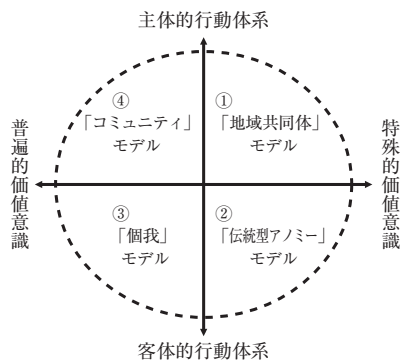 主体的行動体系
④
「コミュニティ」
モデル
①
「地域共同体」
モデル
普遍的価値意識
特殊的価値意識
③
「個我」
モデル
②
「伝統型アノミー」
モデル
客体的行動体系